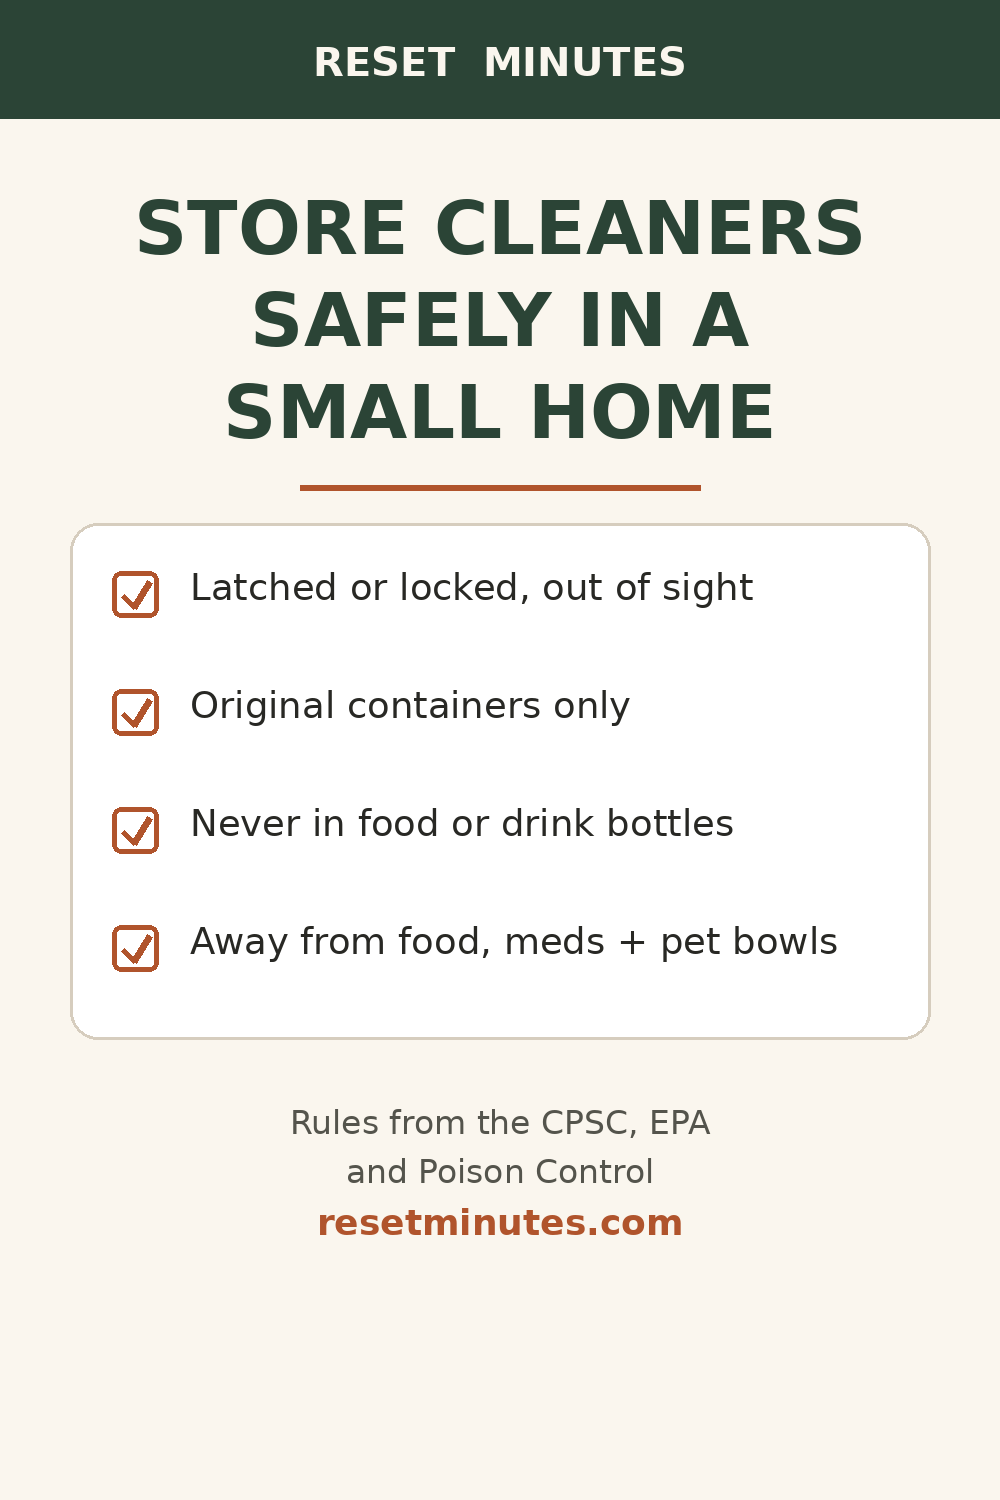 RESET MINUTES
STORE CLEANERS
SAFELY IN A
SMALL HOME
Latched or locked, out of sight
Original containers only
Never in food or drink bottles
Away from food, meds + pet bowls
Rules from the CPSC, EPA
and Poison Control
resetminutes.com